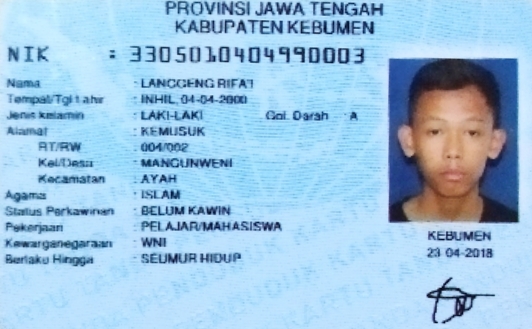 PROVINSI JAWA TENGAH
KABUPATEN KEBUMEN
NIK : 3305010404990003
Nama : LANGGENG RIFA'I
Tempat/Tgl Lahir : INHIL, 04-04-2000
Jenis kelamin : LAKI-LAKI Gol. Darah : A
Alamat : KEMUSUK
RT/RW : 004/002
Kel/Desa : MANGUNWENI
Kecamatan : AYAH
Agama : ISLAM
Status Perkawinan : BELUM KAWIN
Pekerjaan : PELAJAR/MAHASISWA
Kewarganegaraan : WNI
Berlaku Hingga : SEUMUR HIDUP
KEBUMEN
23-04-2018